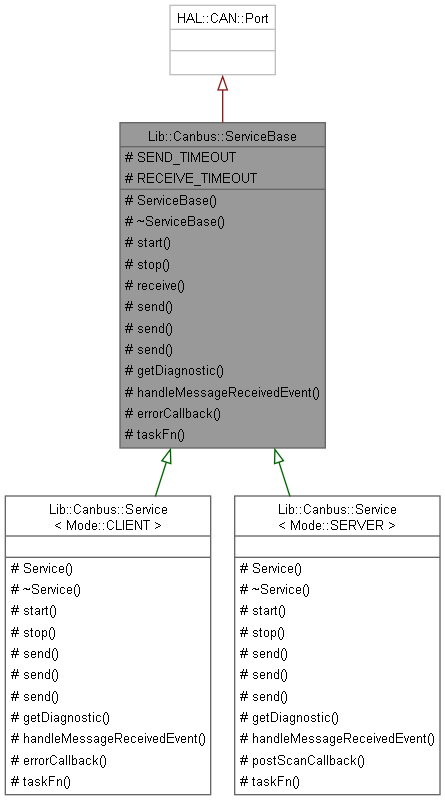 HAL::CAN::Port
Lib::Canbus::ServiceBase
# SEND_TIMEOUT
# RECEIVE_TIMEOUT
# ServiceBase()
# ~ServiceBase()
# start()
# stop()
# receive()
# send()
# send()
# send()
# getDiagnostic()
# handleMessageReceivedEvent()
# errorCallback()
# taskFn()
Lib::Canbus::Service
< Mode::CLIENT >
# Service()
# ~Service()
# start()
# stop()
# send()
# send()
# send()
# getDiagnostic()
# handleMessageReceivedEvent()
# errorCallback()
# taskFn()
Lib::Canbus::Service
< Mode::SERVER >
# Service()
# ~Service()
# start()
# stop()
# send()
# send()
# send()
# getDiagnostic()
# handleMessageReceivedEvent()
# postScanCallback()
# taskFn()